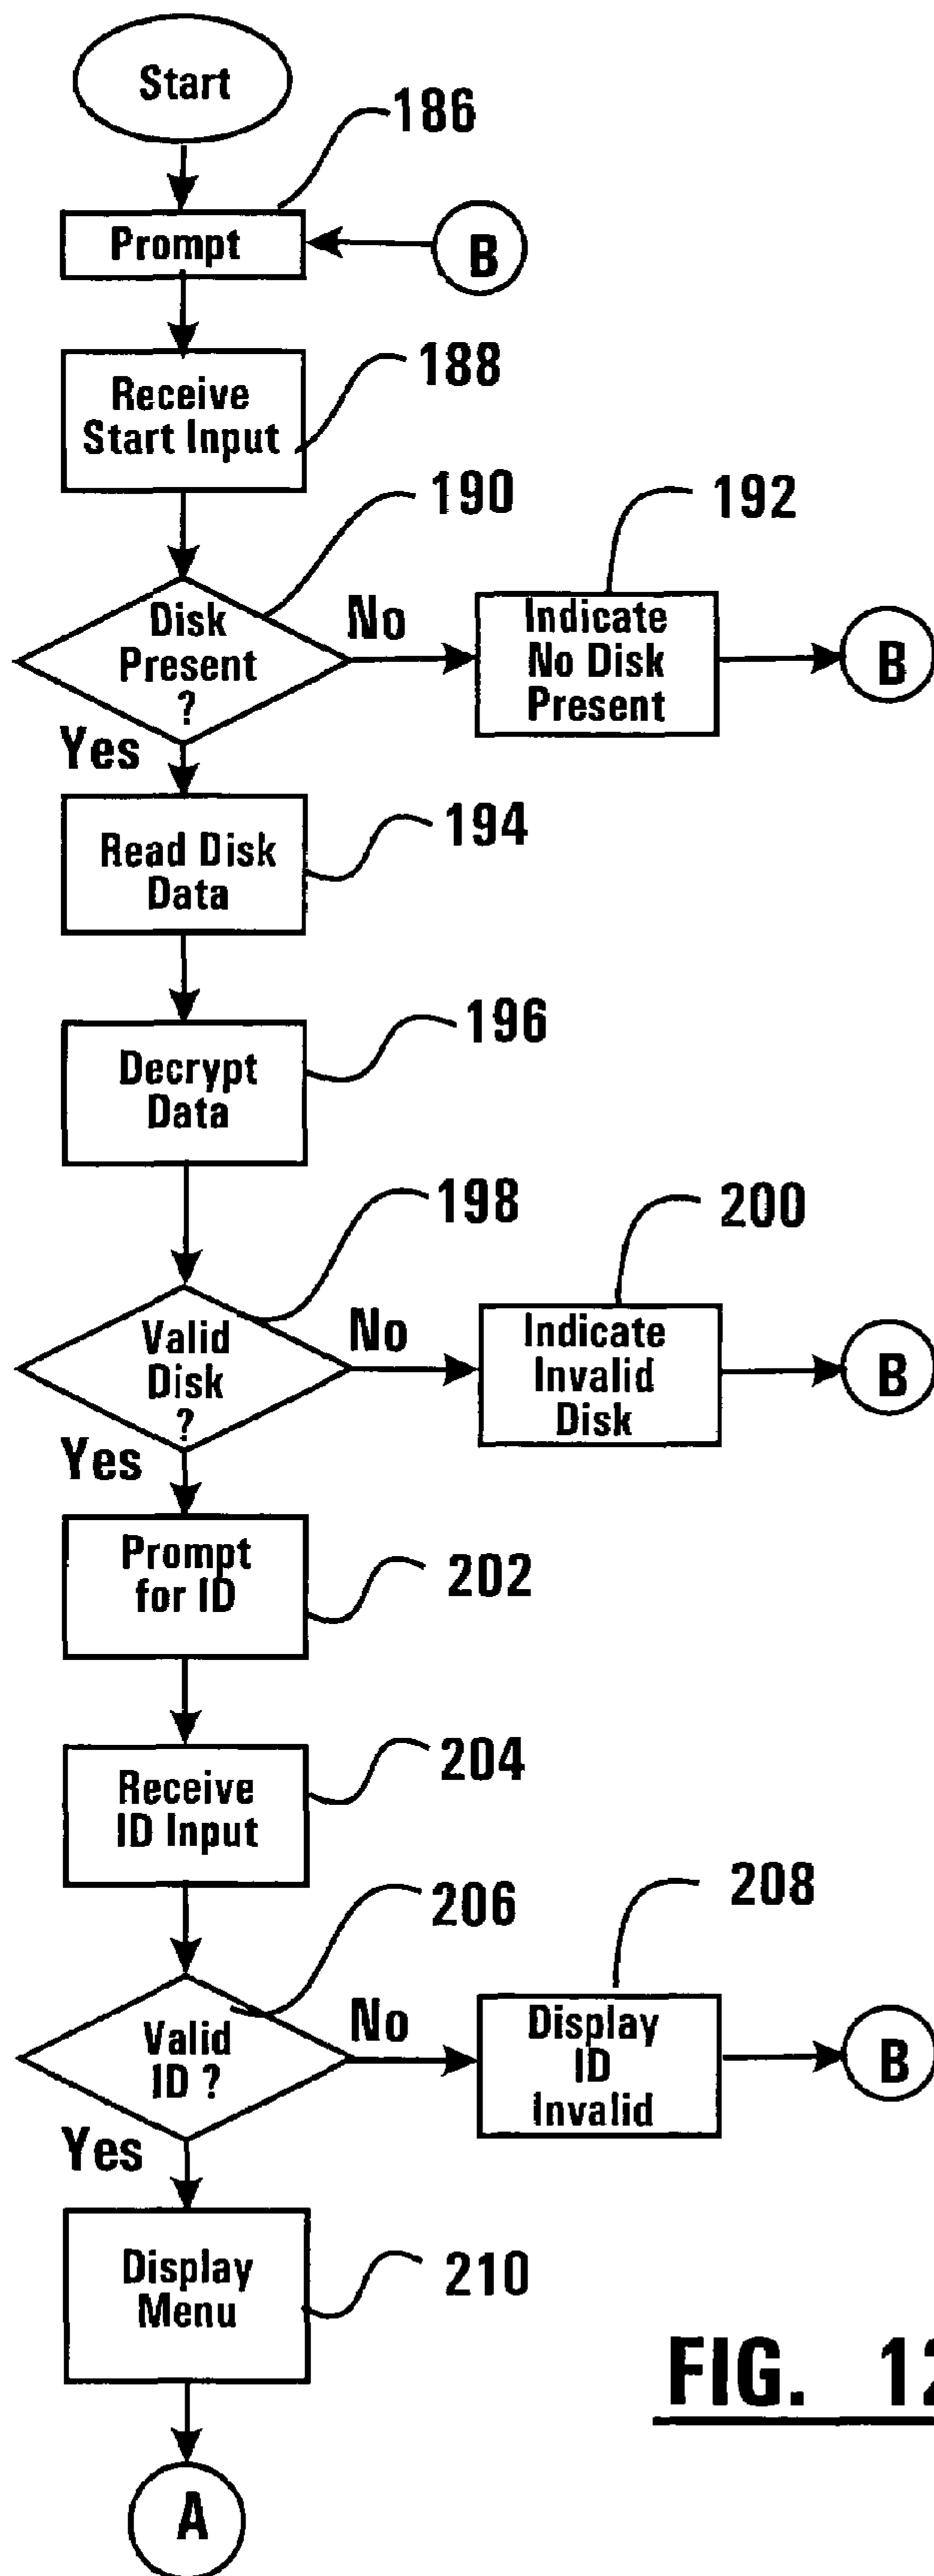 Start
186
Prompt
B
Receive
Start Input
188
190
Disk
Present
?
No
192
Indicate
No Disk
Present
B
Yes
Read Disk
Data
194
Decrypt
Data
196
198
Valid
Disk
?
No
200
Indicate
Invalid
Disk
B
Yes
Prompt
for ID
202
Receive
ID Input
204
206
Valid
ID ?
No
208
Display
ID
Invalid
B
Yes
Display
Menu
210
FIG. 12
A